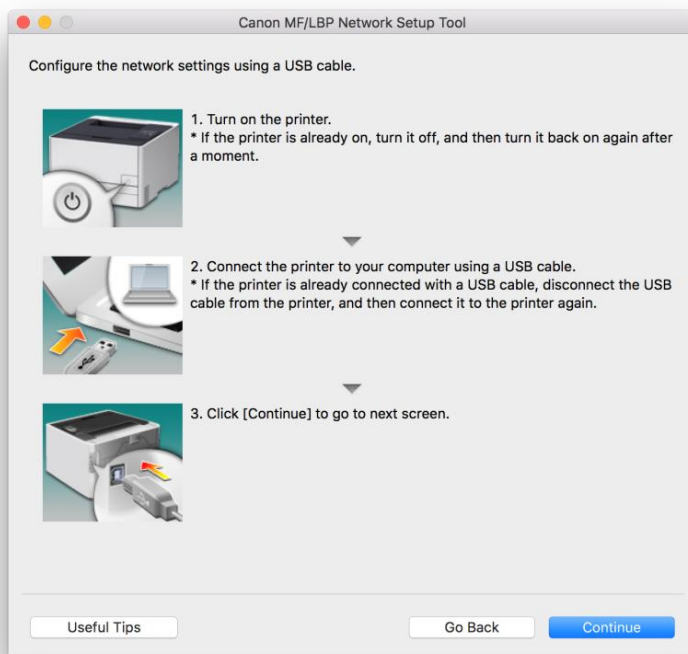 Canon MF/LBP Network Setup Tool
Configure the network settings using a USB cable.
1. Turn on the printer.
* If the printer is already on, turn it off, and then turn it back on again after
a moment.
2. Connect the printer to your computer using a USB cable.
* If the printer is already connected with a USB cable, disconnect the USB
cable from the printer, and then connect it to the printer again.
3. Click [Continue] to go to next screen.
Useful Tips
Go Back
Continue